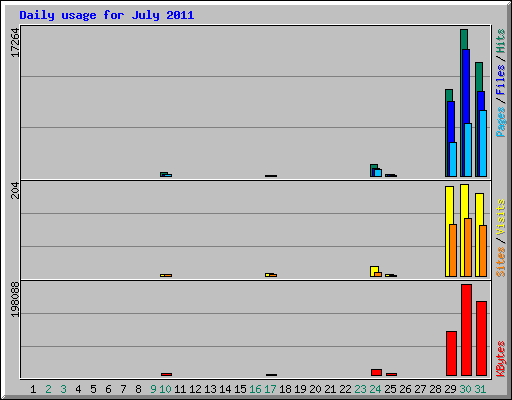 Daily usage for July 2011
17264
Pages/Files/Hits
204
Sites/Visits
198088
KBytes
1 2 3 4 5 6 7 8 9 10 11 12 13 14 15 16 17 18 19 20 21 22 23 24 25 26 27 28 29 30 31